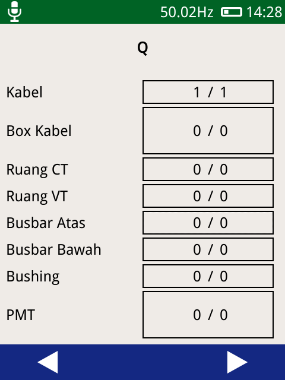 50.02Hz 14:28
Q
Kabel 1 / 1
Box Kabel 0 / 0
Ruang CT 0 / 0
Ruang VT 0 / 0
Busbar Atas 0 / 0
Busbar Bawah 0 / 0
Bushing 0 / 0
PMT 0 / 0